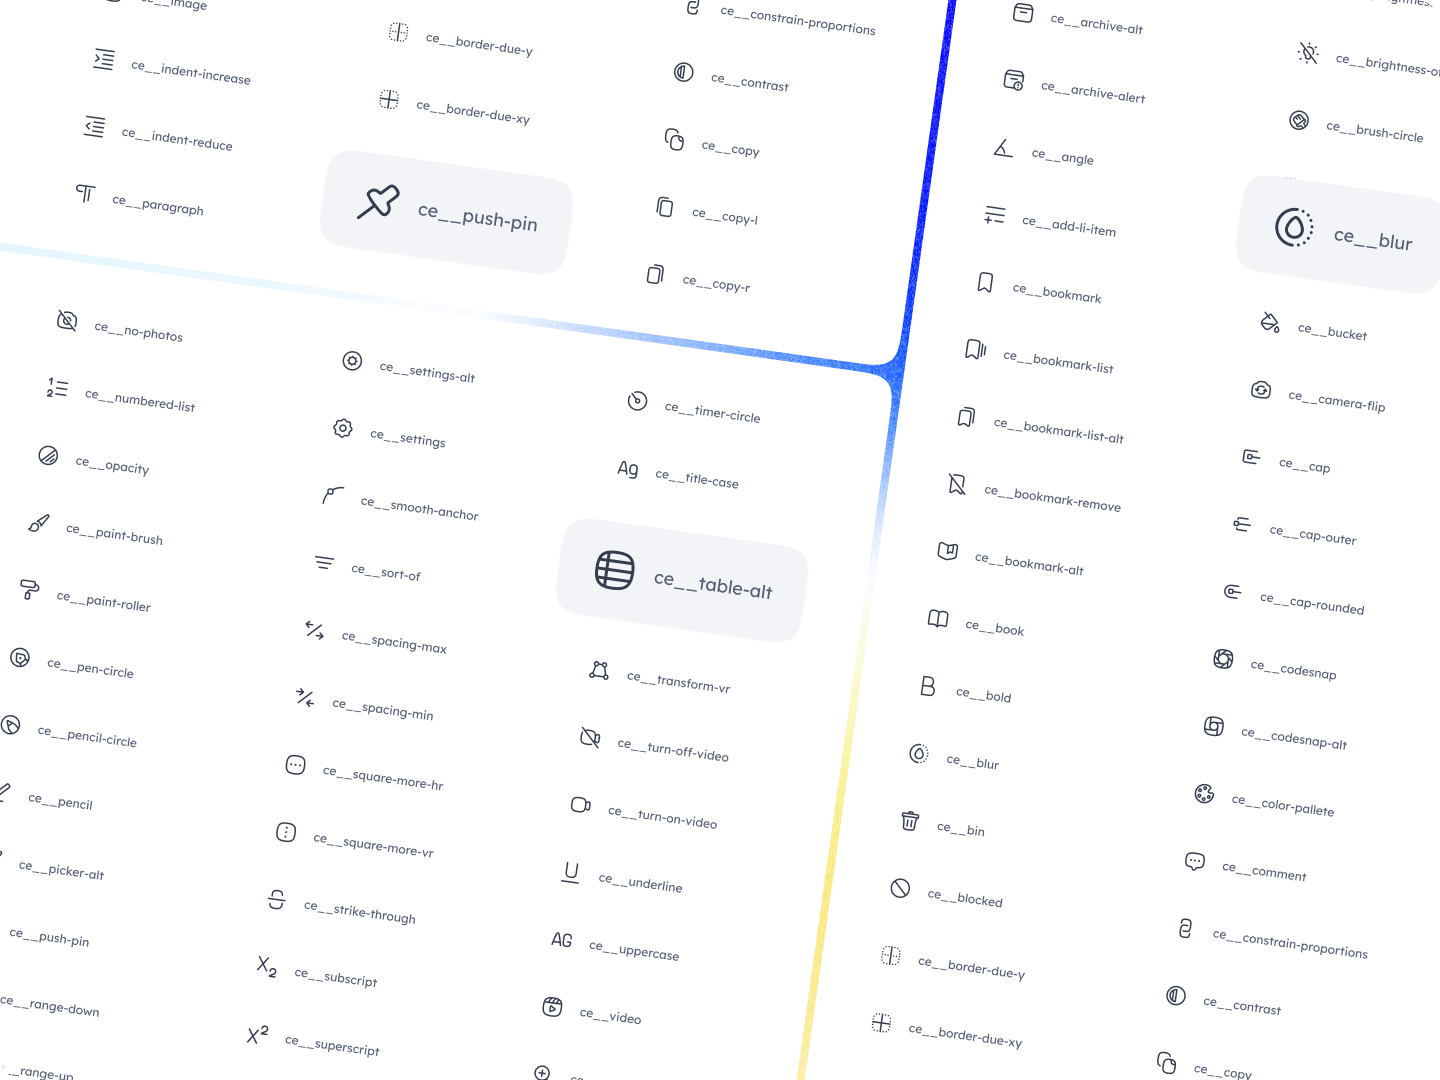 ce__image
ce__indent-increase
ce__indent-reduce
ce__paragraph
ce__border-due-y
ce__border-due-xy
ce__push-pin
ce__constrain-proportions
ce__contrast
ce__copy
ce__copy-l
ce__copy-r
ce__no-photos
ce__numbered-list
ce__opacity
ce__paint-brush
ce__paint-roller
ce__pen-circle
ce__pencil-circle
ce__pencil
ce__picker-alt
ce__push-pin
ce__range-down
__range-up
ce__settings-alt
ce__settings
ce__smooth-anchor
ce__sort-of
ce__spacing-max
ce__spacing-min
ce__square-more-hr
ce__square-more-vr
ce__strike-through
X2 ce__subscript
X2 ce__superscript
ce__timer-circle
Ag ce__title-case
ce__table-alt
ce__transform-vr
ce__turn-off-video
ce__turn-on-video
U ce__underline
AG ce__uppercase
ce__video
ce__archive-alt
ce__archive-alert
ce__angle
ce__add-li-item
ce__bookmark
ce__bookmark-list
ce__bookmark-list-alt
ce__bookmark-remove
ce__bookmark-alt
ce__book
B ce__bold
ce__blur
ce__bin
ce__blocked
ce__border-due-y
ce__border-due-xy
ce__brightness-o
ce__brush-circle
ce__blur
ce__bucket
ce__camera-flip
ce__cap
ce__cap-outer
ce__cap-rounded
ce__codesnap
ce__codesnap-alt
ce__color-pallete
ce__comment
ce__constrain-proportions
ce__contrast
ce__copy